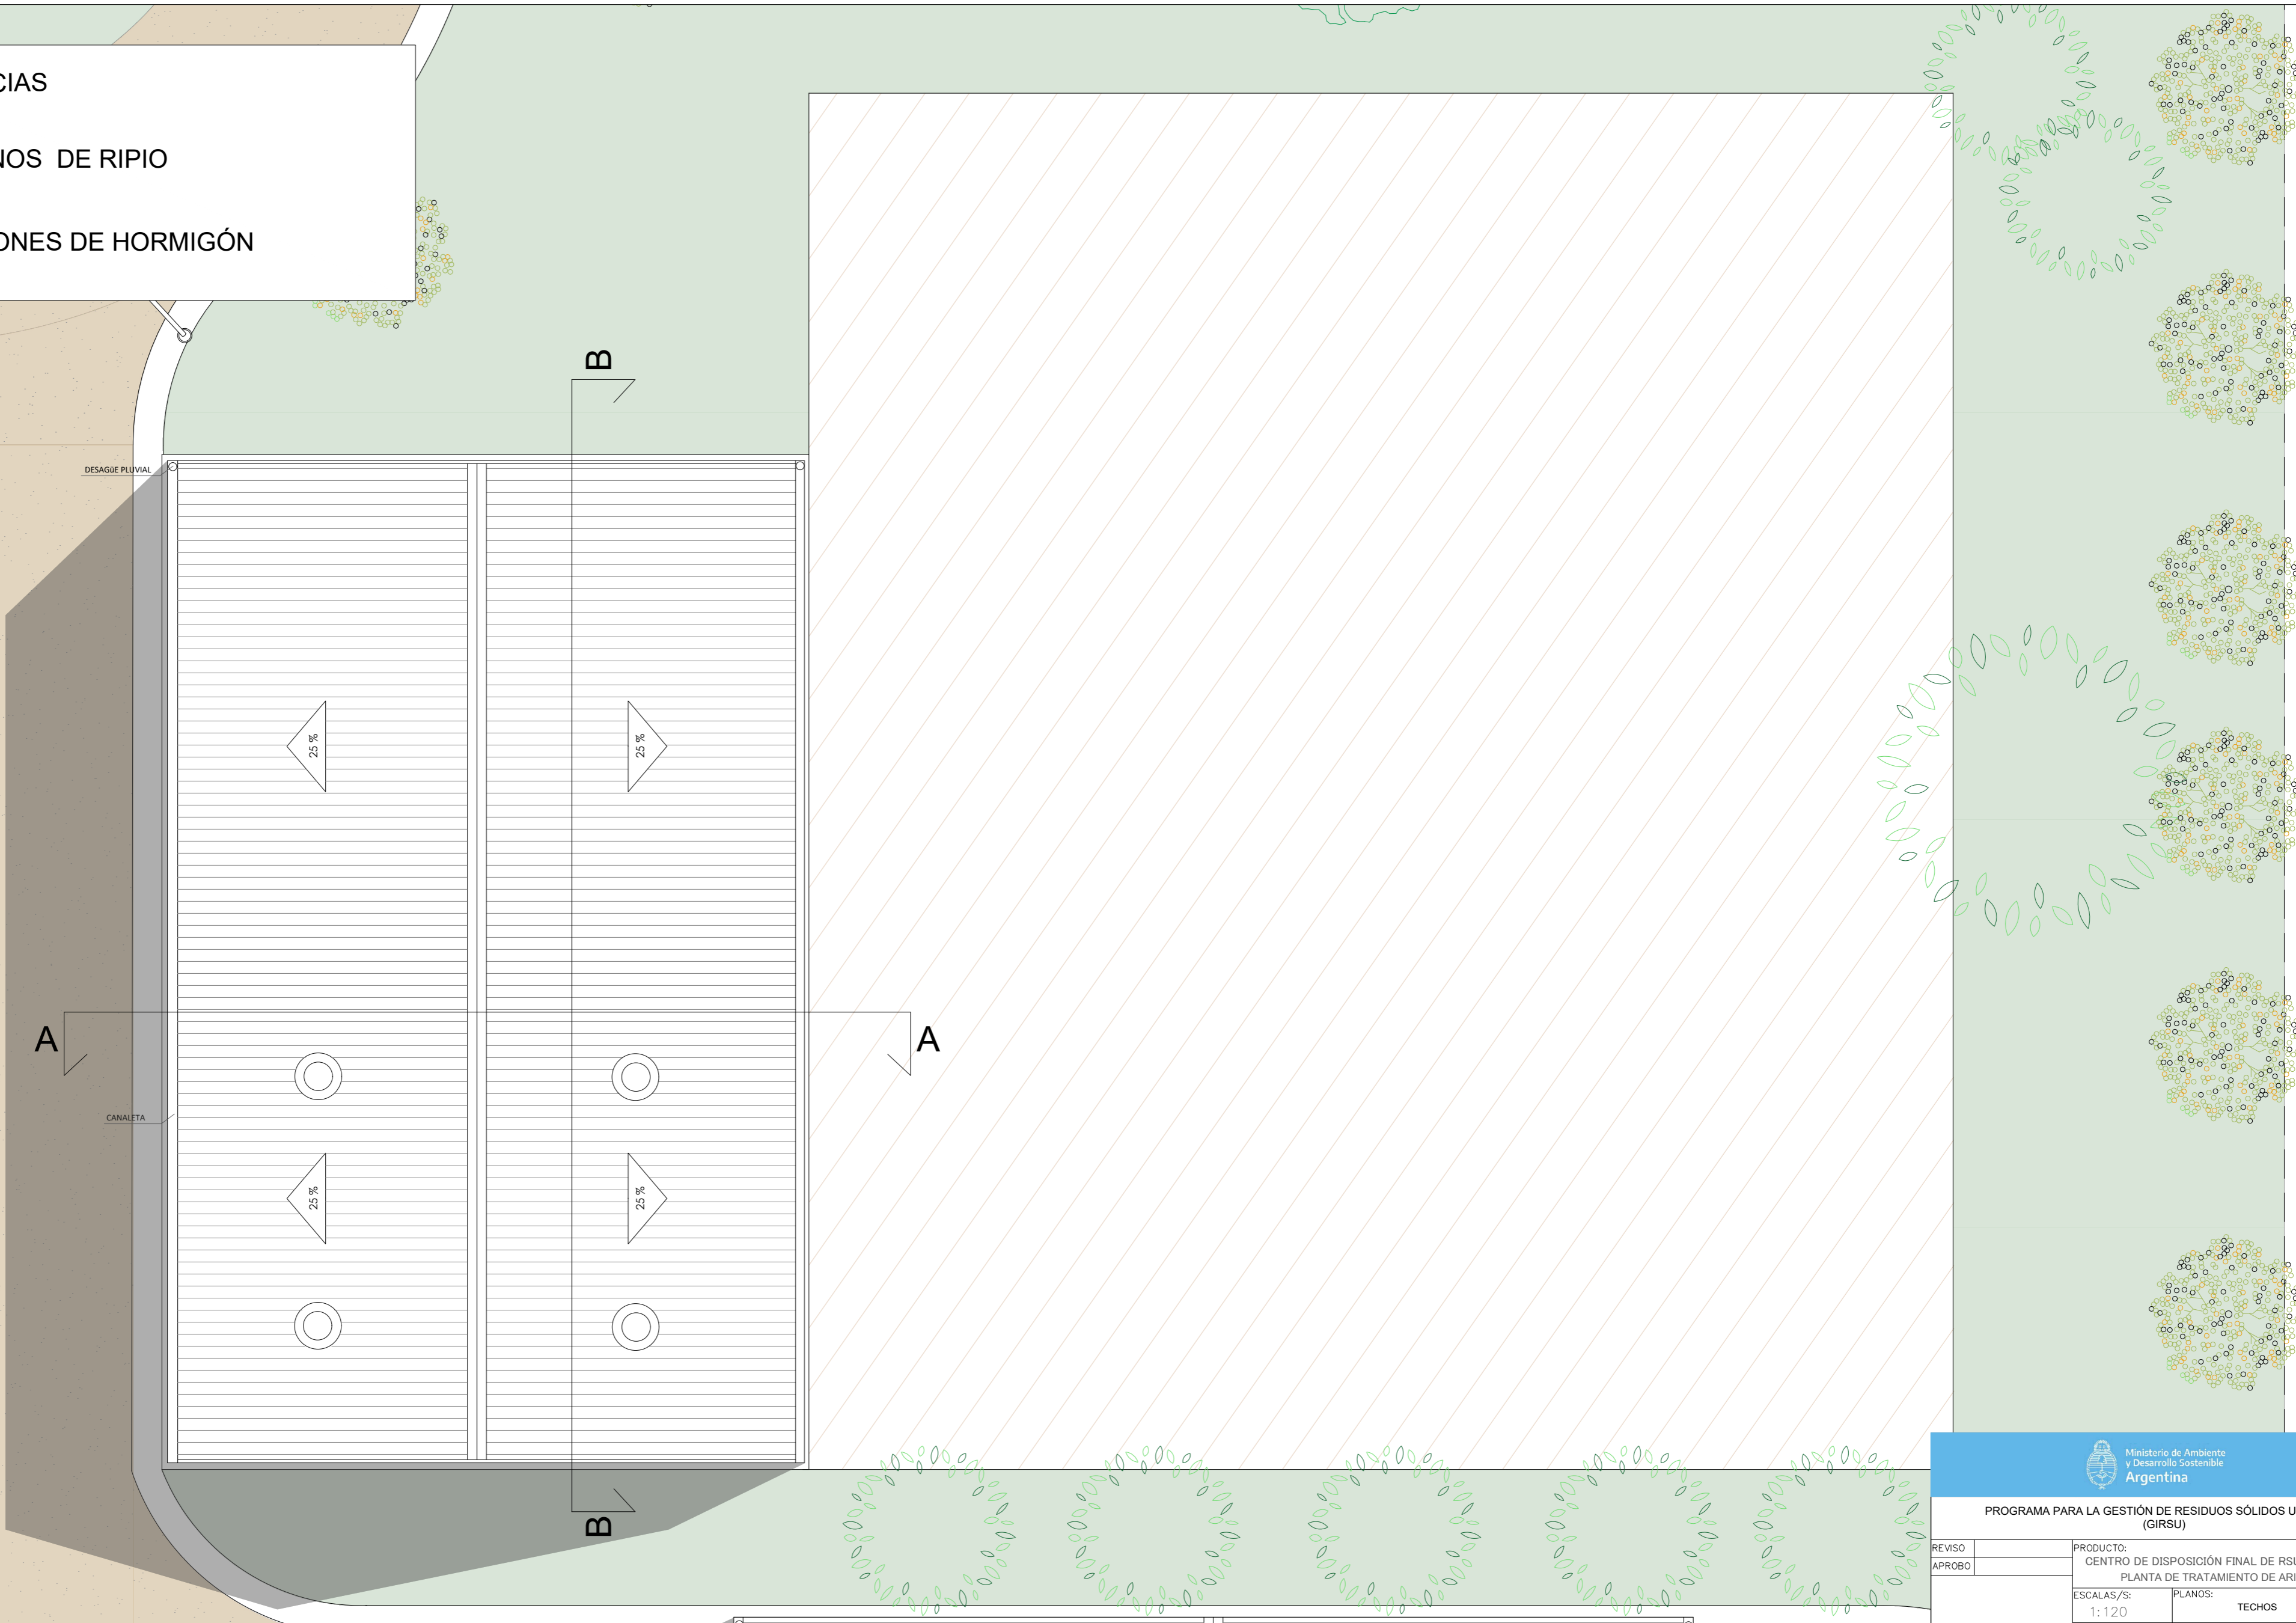 CIAS
NOS DE RIPIO
ONES DE HORMIGÓN
B
DESAGüE PLUVIAL
25 %
25 %
A
A
CANALETA
25 %
25 %
B
Ministerio de Ambiente
y Desarrollo Sostenible
Argentina
PROGRAMA PARA LA GESTIÓN DE RESIDUOS SÓLIDOS U
(GIRSU)
REVISO
APROBO
PRODUCTO:
CENTRO DE DISPOSICIÓN FINAL DE RSU
PLANTA DE TRATAMIENTO DE ARI
ESCALAS/S:
1:120
PLANOS:
TECHOS